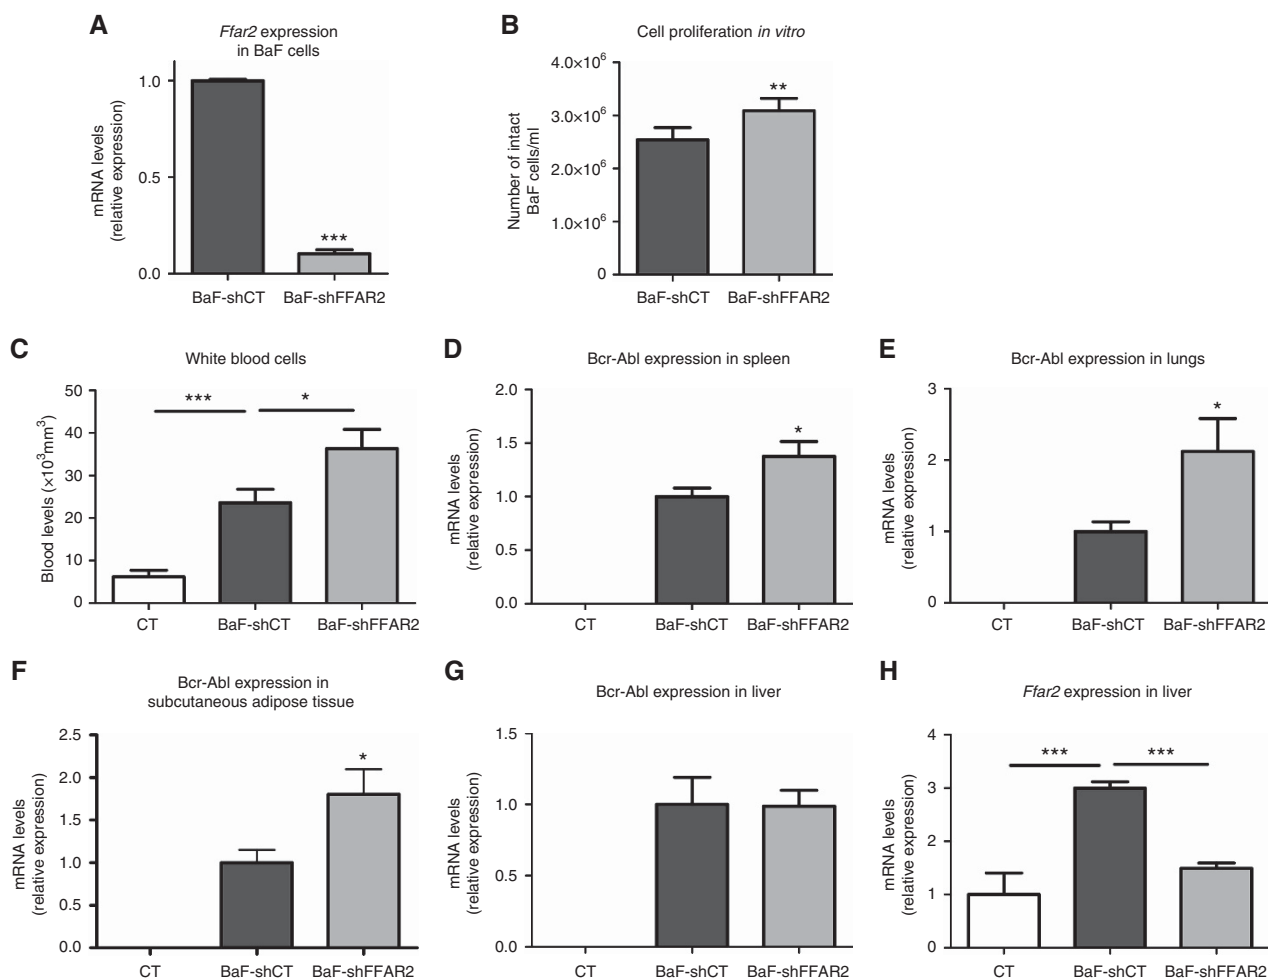 A
Ffar2 expression
in BaF cells
mRNA levels
(relative expression)
1.0
0.5
0.0
***
BaF-shCT
BaF-shFFAR2
B
Cell proliferation in vitro
Number of intact
BaF cells/ml
4.0×10⁶
3.0×10⁶
2.0×10⁶
1.0×10⁶
0
**
BaF-shCT
BaF-shFFAR2
C
White blood cells
Blood levels (×10³mm³)
50
40
30
20
10
0
***
*
CT
BaF-shCT
BaF-shFFAR2
D
Bcr-Abl expression in spleen
mRNA levels
(relative expression)
2.0
1.5
1.0
0.5
0.0
*
CT
BaF-shCT
BaF-shFFAR2
E
Bcr-Abl expression in lungs
mRNA levels
(relative expression)
3
2
1
0
*
CT
BaF-shCT
BaF-shFFAR2
F
Bcr-Abl expression in
subcutaneous adipose tissue
mRNA levels
(relative expression)
2.5
2.0
1.5
1.0
0.5
0.0
*
CT
BaF-shCT
BaF-shFFAR2
G
Bcr-Abl expression in liver
mRNA levels
(relative expression)
1.5
1.0
0.5
0.0
CT
BaF-shCT
BaF-shFFAR2
H
Ffar2 expression in liver
mRNA levels
(relative expression)
4
3
2
1
0
***
***
CT
BaF-shCT
BaF-shFFAR2